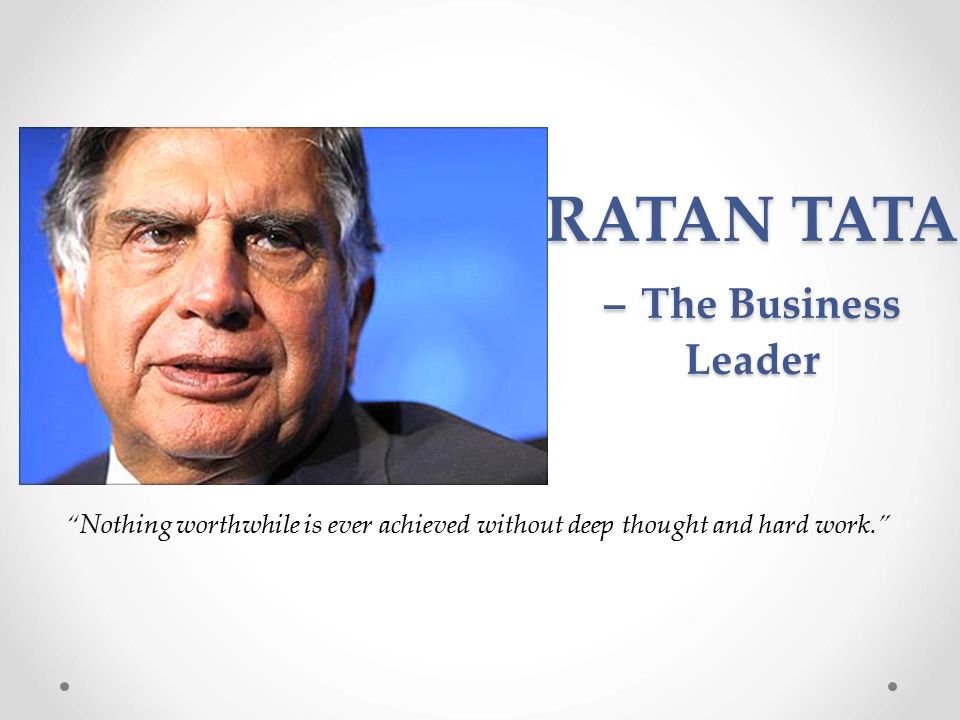 RATAN TATA
– The Business
Leader
“Nothing worthwhile is ever achieved without deep thought and hard work.”